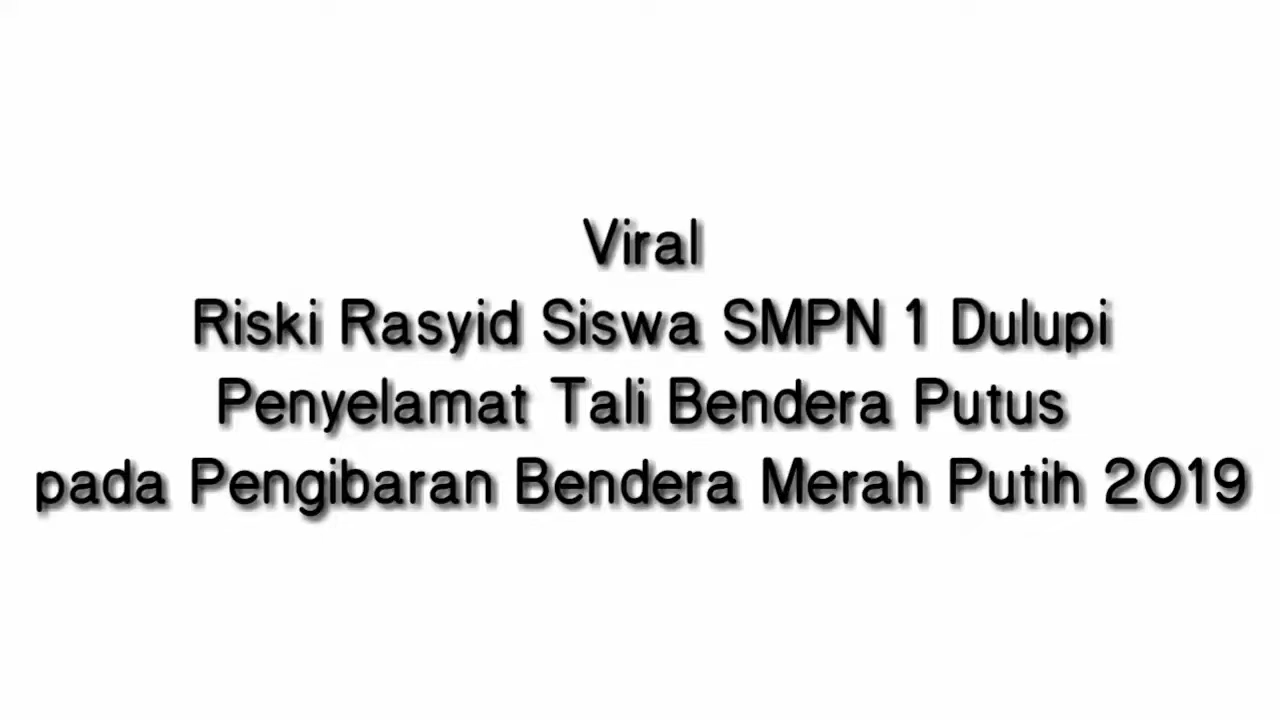 Viral
Riski Rasyid Siswa SMPN 1 Dulupi
Penyelamat Tali Bendera Putus
pada Pengibaran Bendera Merah Putih 2019